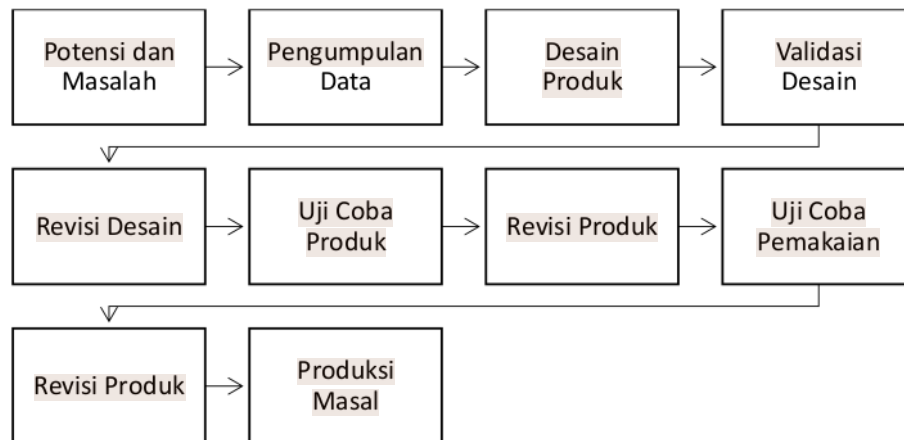 Potensi dan
Masalah
Pengumpulan
Data
Desain
Produk
Validasi
Desain
Revisi Desain
Uji Coba
Produk
Revisi Produk
Uji Coba
Pemakaian
Revisi Produk
Produksi
Masal